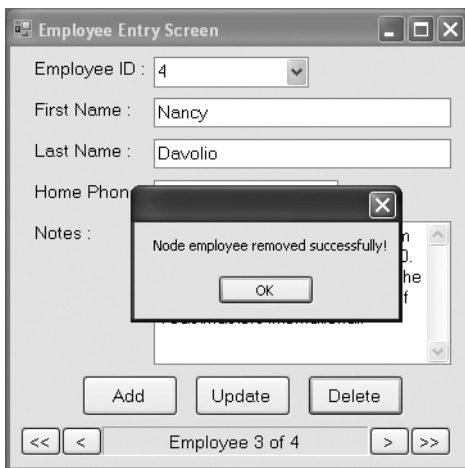 Employee Entry Screen
Employee ID : 4
First Name : Nancy
Last Name : Davolio
Home Phon
Notes :
Node employee removed successfully!
OK
he
Add Update Delete
<< < Employee 3 of 4 > >>